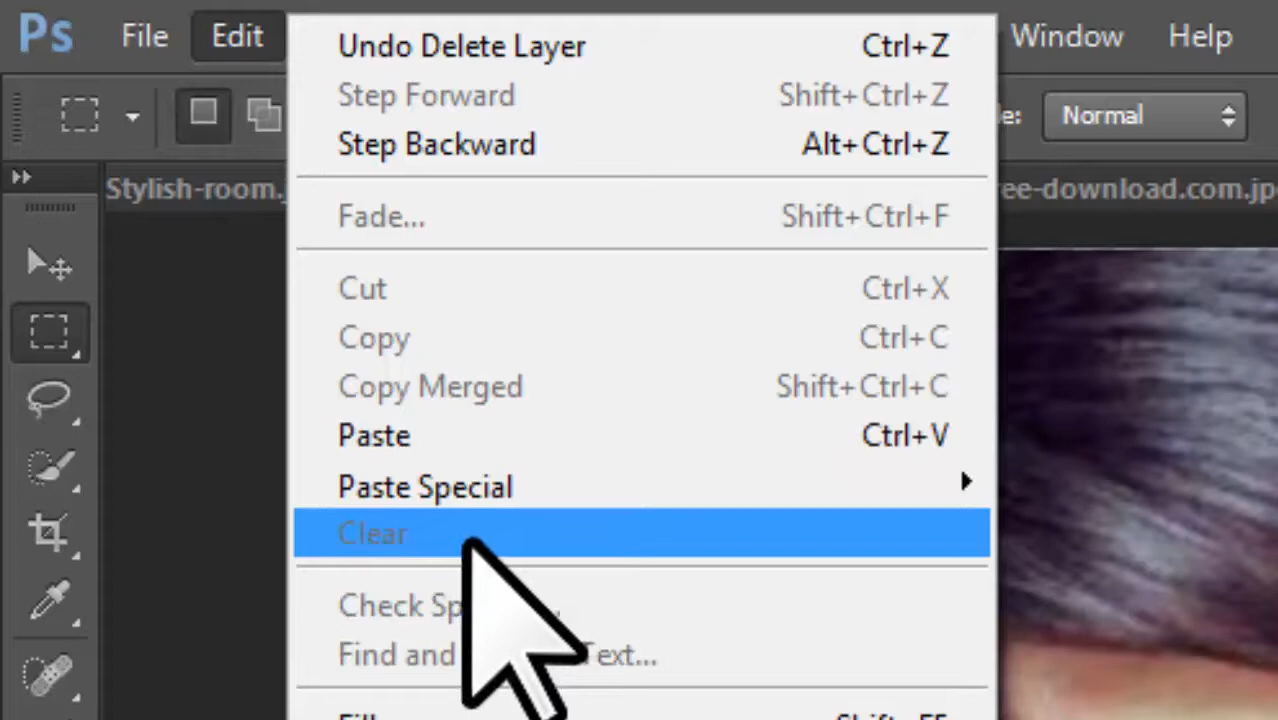 Ps File Edit Window Help
Undo Delete Layer Ctrl+Z
Step Forward Shift+Ctrl+Z
e: Normal
Step Backward Alt+Ctrl+Z
Stylish-room.j ree-download.com.jp
Fade... Shift+Ctrl+F
Cut Ctrl+X
Copy Ctrl+C
Copy Merged Shift+Ctrl+C
Paste Ctrl+V
Paste Special
Clear
Check Sp
Find and Text...